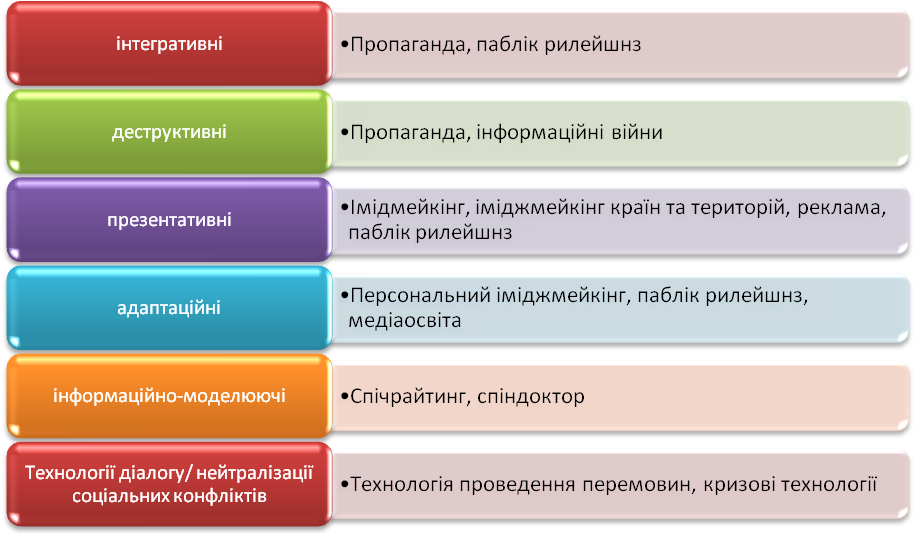 інтегративні
•Пропаганда, паблік рилейшнз
деструктивні
•Пропаганда, інформаційні війни
презентативні
•Імідмейкінг, іміджмейкінг країн та територій, реклама,
паблік рилейшнз
адаптаційні
•Персональний іміджмейкінг, паблік рилейшнз,
медіаосвіта
інформаційно-моделюючі
•Спічрайтинг, спіндоктор
Технології діалогу/ нейтралізації
соціальних конфліктів
•Технологія проведення перемовин, кризові технології